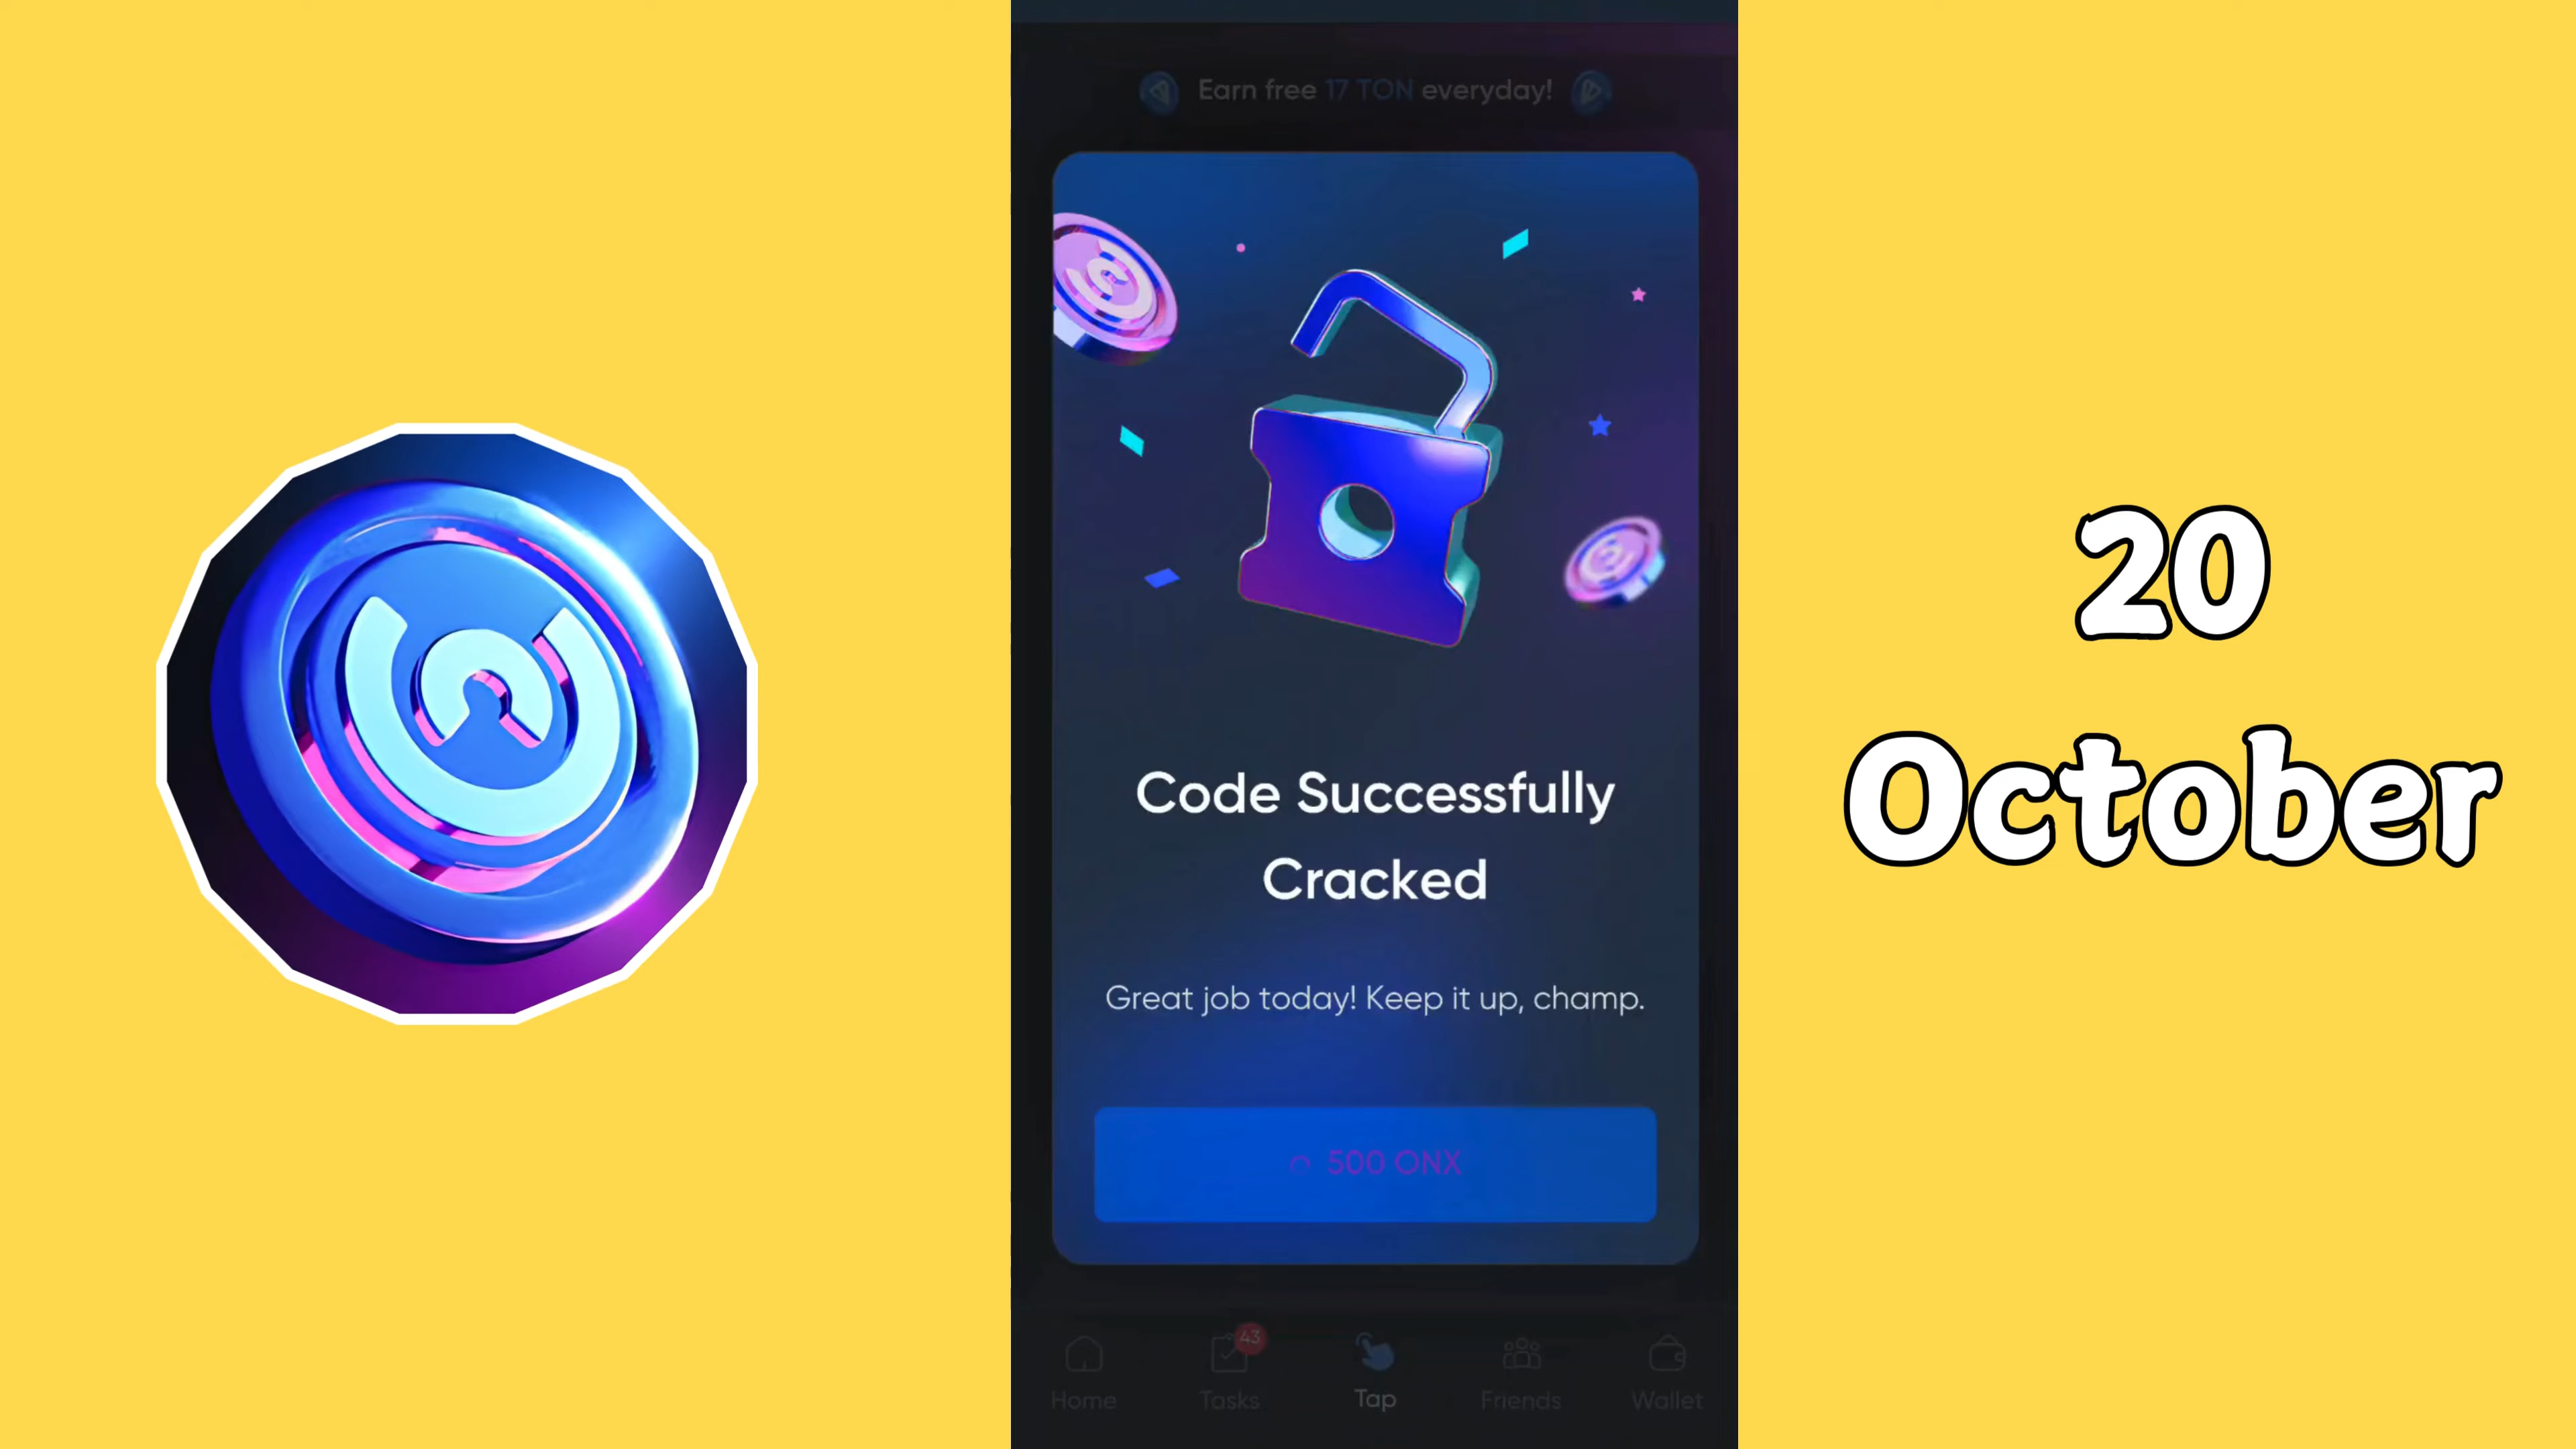 Earn free 17 TON everyday!
Code Successfully
Cracked
Great job today! Keep it up, champ.
500 ONX
43
Home
Tasks
Tap
Friends
Wallet
20
October